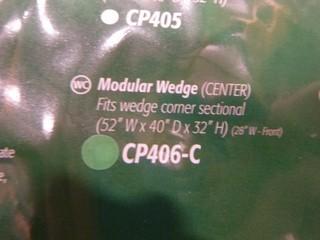 CP405
WC Modular Wedge (CENTER)
Fits wedge corner sectional
(52" W x 40" D x 32" H) (28" W - Front)
CP406-C